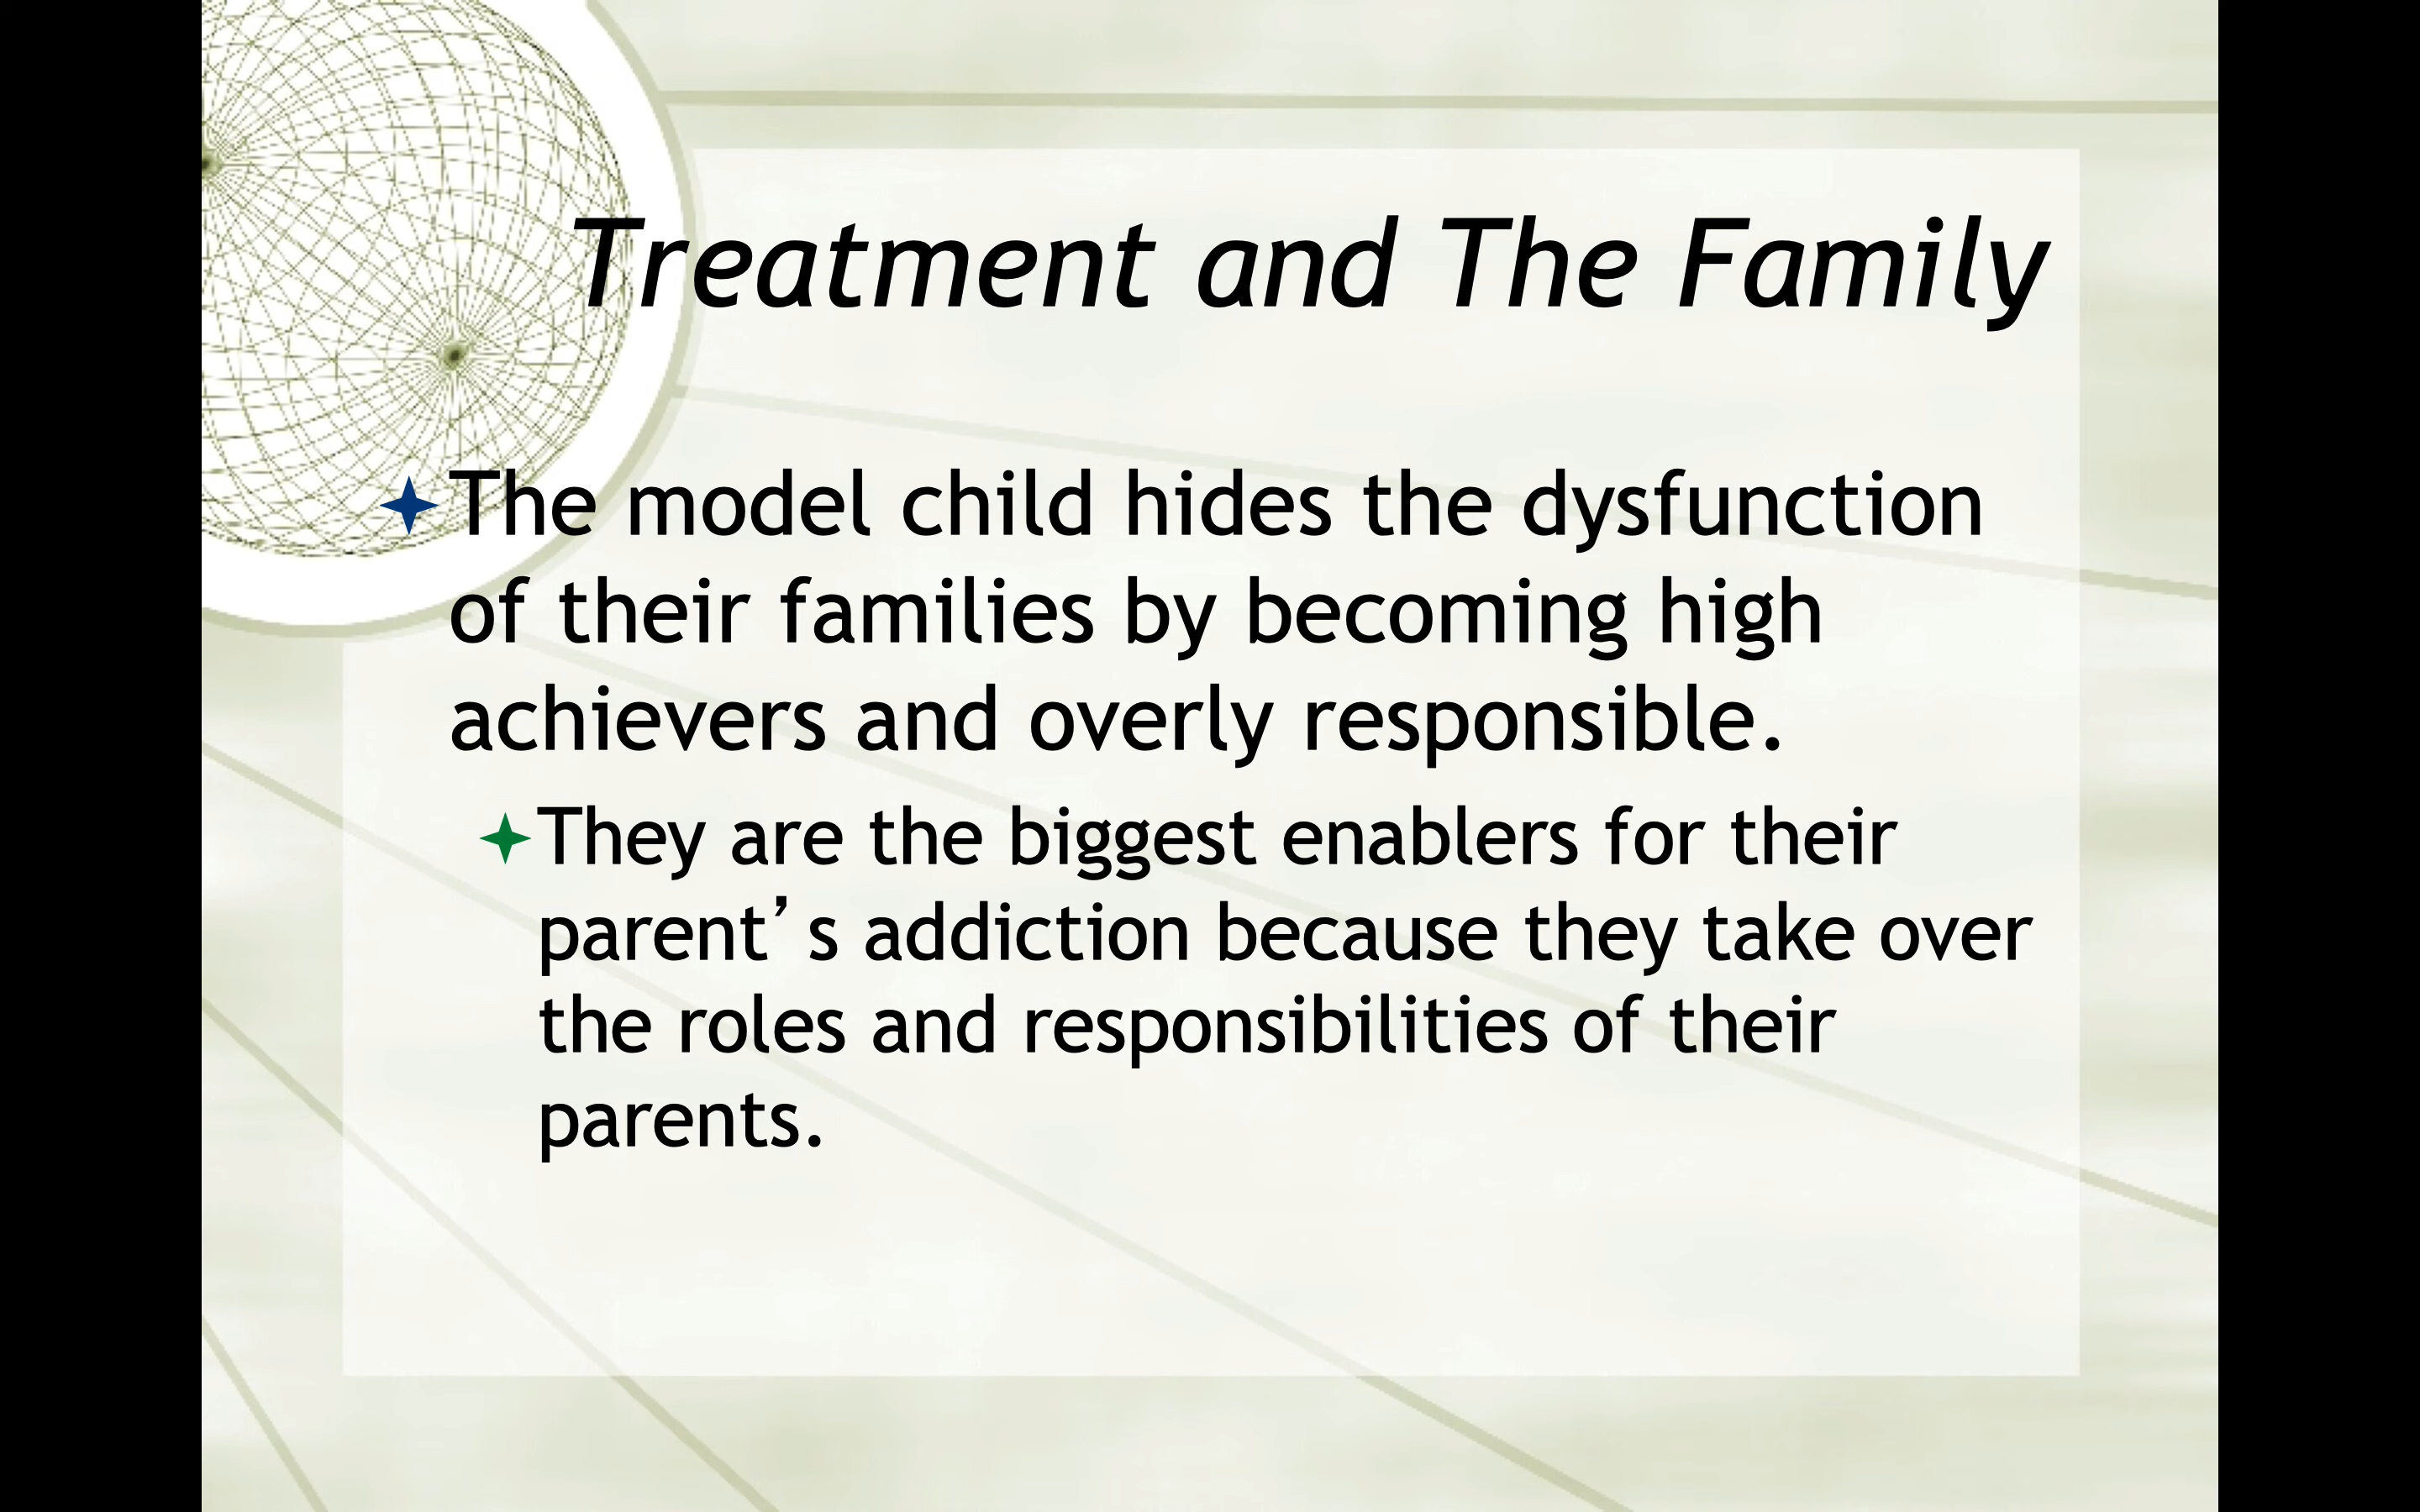 Treatment and The Family
The model child hides the dysfunction
of their families by becoming high
achievers and overly responsible.
They are the biggest enablers for their
parent’s addiction because they take over
the roles and responsibilities of their
parents.